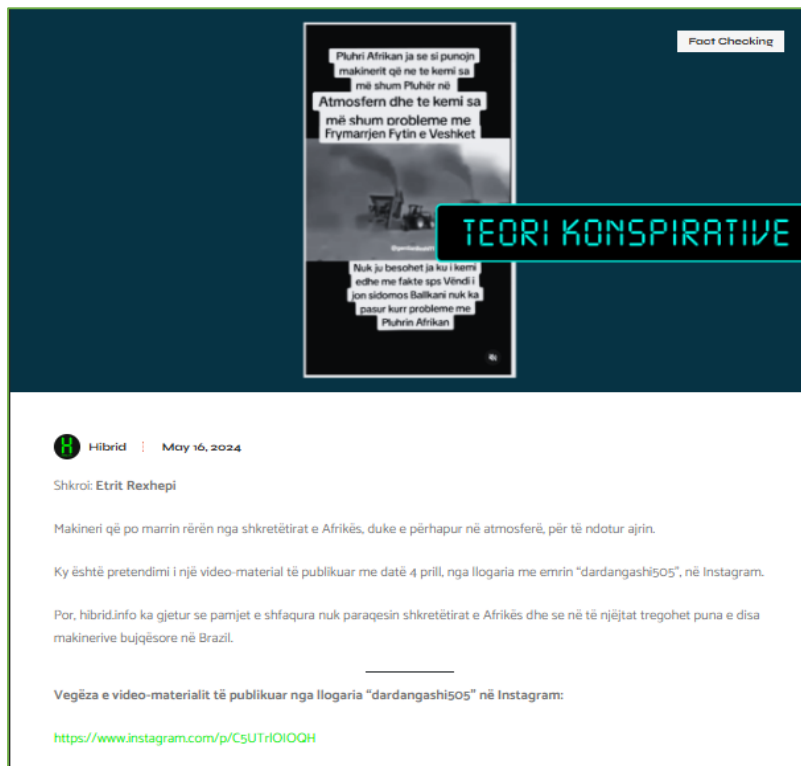 Fact Checking
Pluhri Afrikan ja se si punojn
makinerit që ne te kemi sa
më shum Pluhër në
Atmosfern dhe te kemi sa
më shum probleme me
Frymarrjen Fytin e Veshket
TEORI KONSPIRATIVE
Nuk ju besohet ja ku i kemi
edhe me fakte sps Vëndi i
jon sidomos Ballkani nuk ka
pasur kurr probleme me
Pluhrin Afrikan
Hibrid
May 16, 2024
Shkroi: Etrit Rexhepi
Makineri që po marrin rërën nga shkretëtirat e Afrikës, duke e përhapur në atmosferë, për të ndotur ajrin.
Ky është pretendimi i një video-material të publikuar me datë 4 prill, nga llogaria me emrin “dardangashi505”, në Instagram.
Por, hibrid.info ka gjetur se pamjet e shfaqura nuk paraqesin shkretëtirat e Afrikës dhe se në të njëjtat tregohet puna e disa
makinerive bujqësore në Brazil.
Vegëza e video-materialit të publikuar nga llogaria “dardangashi505” në Instagram:
https://www.instagram.com/p/C5UTrlOIOQH